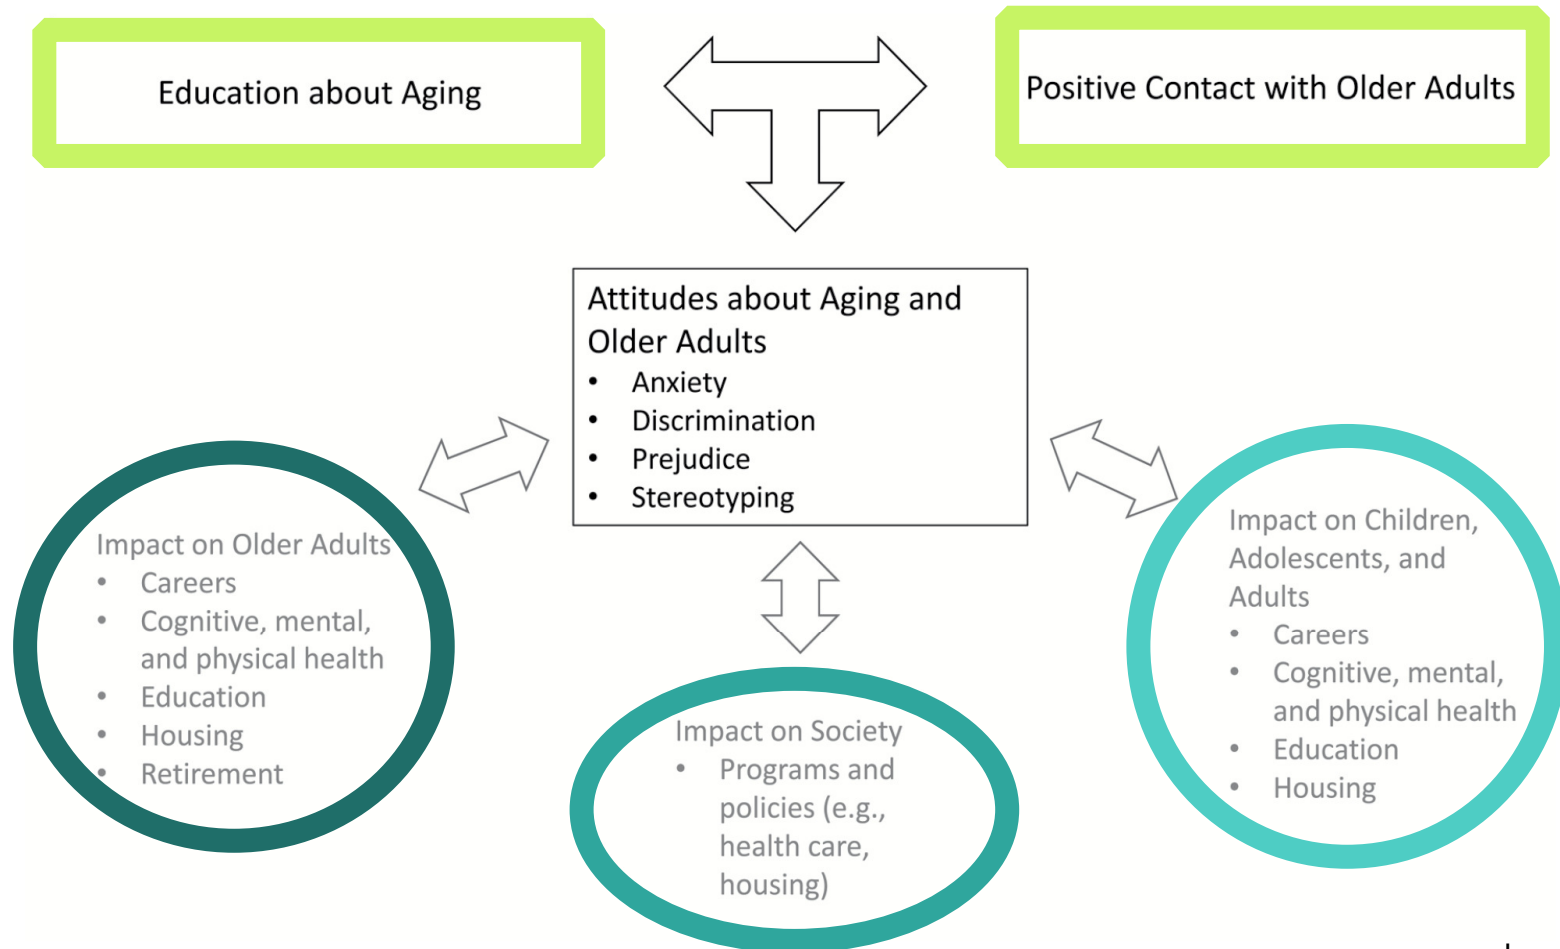 Education about Aging
Positive Contact with Older Adults
Attitudes about Aging and
Older Adults
• Anxiety
• Discrimination
• Prejudice
• Stereotyping
Impact on Older Adults
• Careers
• Cognitive, mental,
and physical health
• Education
• Housing
• Retirement
Impact on Society
• Programs and
policies (e.g.,
health care,
housing)
Impact on Children,
Adolescents, and
Adults
• Careers
• Cognitive, mental,
and physical health
• Education
• Housing